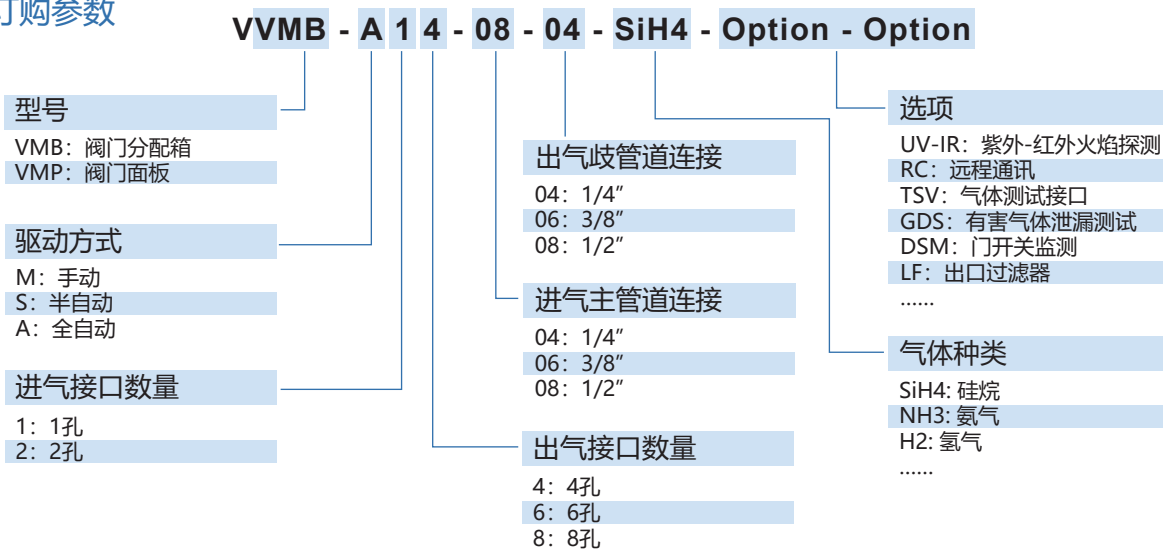 订购参数
VVMB - A 1 4 - 08 - 04 - SiH4 - Option - Option
型号
VMB：阀门分配箱
VMP：阀门面板
驱动方式
M：手动
S：半自动
A：全自动
进气接口数量
1：1孔
2：2孔
出气歧管道连接
04：1/4″
06：3/8″
08：1/2″
进气主管道连接
04：1/4″
06：3/8″
08：1/2″
出气接口数量
4：4孔
6：6孔
8：8孔
选项
UV-IR：紫外-红外火焰探测
RC：远程通讯
TSV：气体测试接口
GDS：有害气体泄漏测试
DSM：门开关监测
LF：出口过滤器
......
气体种类
SiH4: 硅烷
NH3: 氨气
H2: 氢气
......